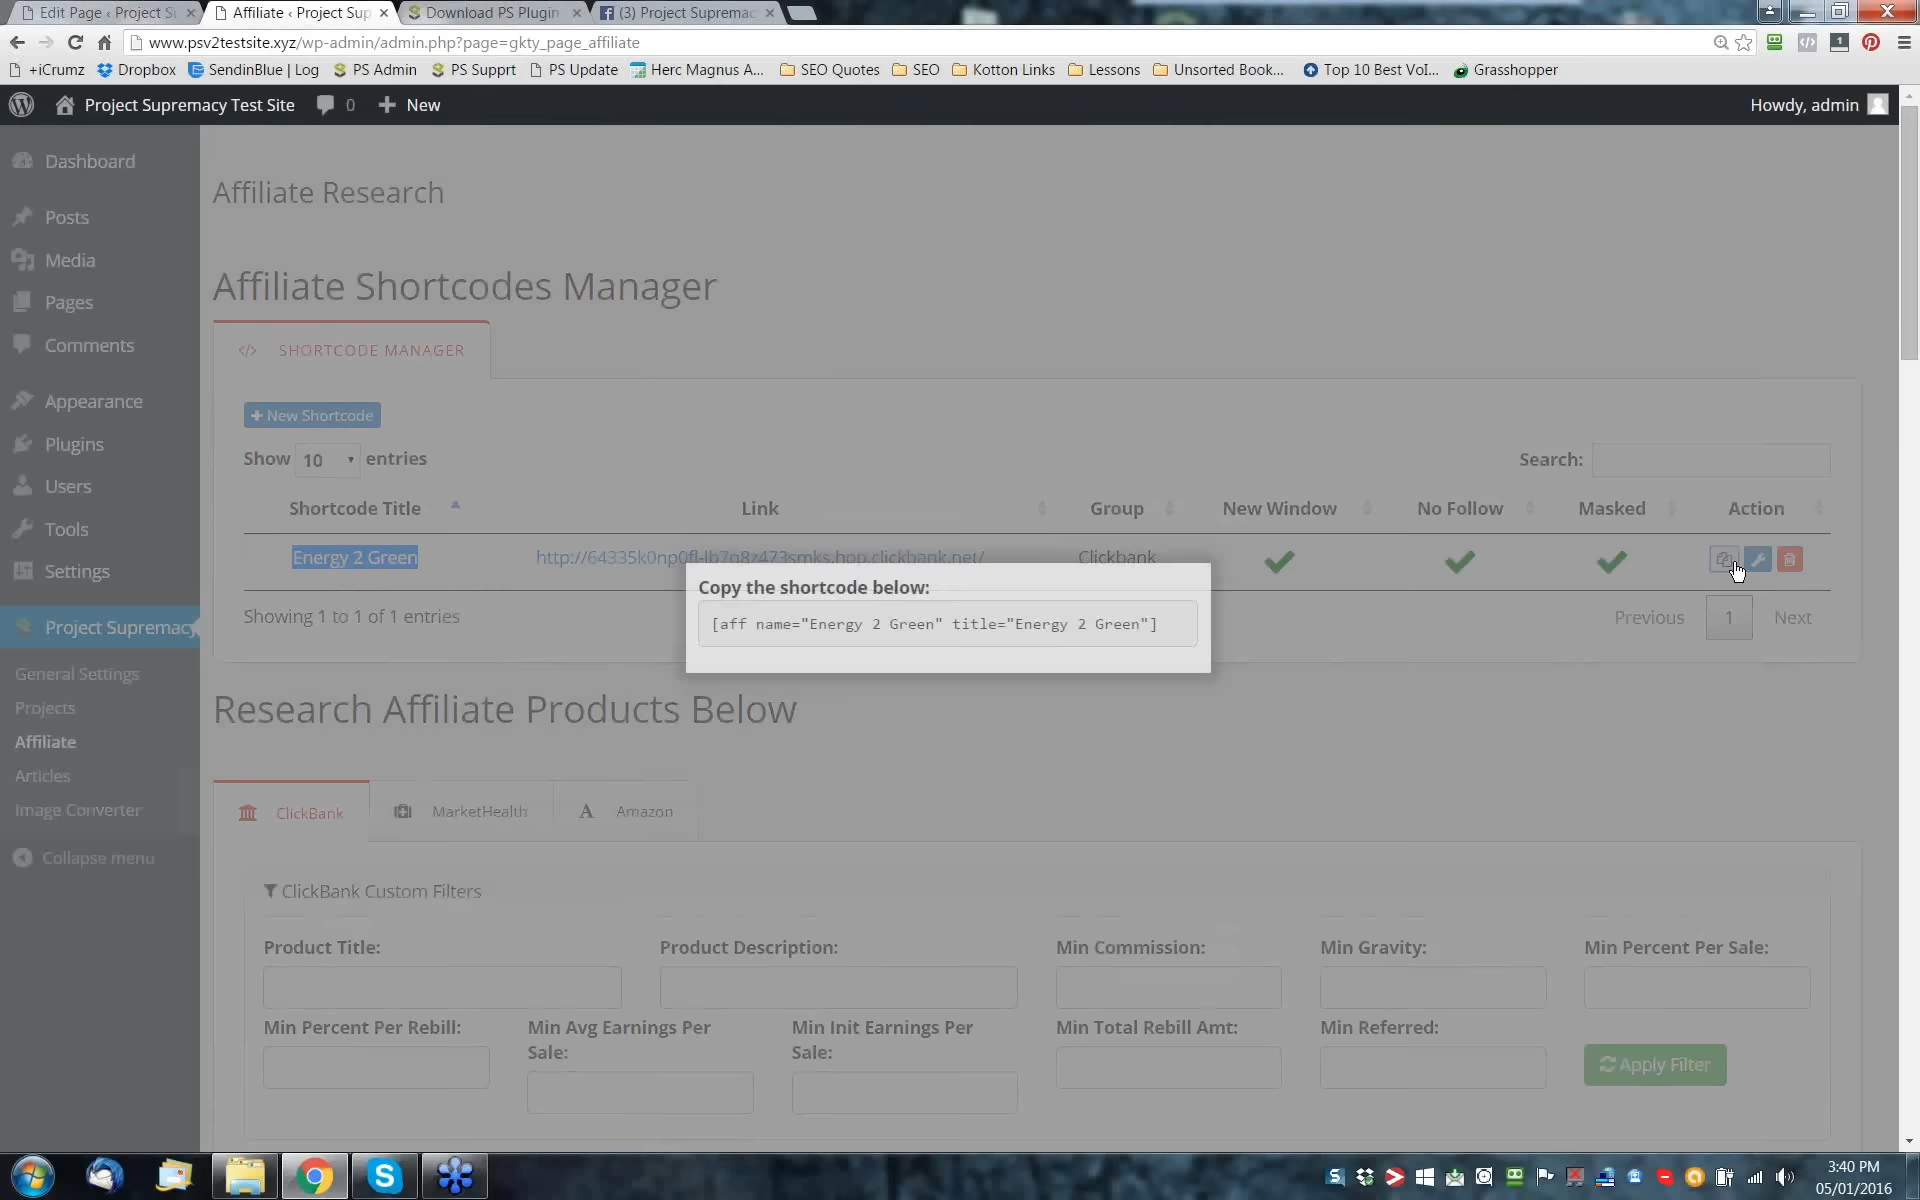 Edit Page ‹ Project Su
Affiliate ‹ Project Sup
Download PS Plugin
(3) Project Supremac
www.psv2testsite.xyz/wp-admin/admin.php?page=gkty_page_affiliate
+iCrumz
Dropbox
SendinBlue | Log
PS Admin
PS Supprt
PS Update
Herc Magnus A...
SEO Quotes
SEO
Kotton Links
Lessons
Unsorted Book...
Top 10 Best VoI...
Grasshopper
Project Supremacy Test Site
0
New
Howdy, admin
Dashboard
Posts
Media
Pages
Comments
Appearance
Plugins
Users
Tools
Settings
Project Supremacy
General Settings
Projects
Affiliate
Articles
Image Converter
Collapse menu
Affiliate Research
Affiliate Shortcodes Manager
</> SHORTCODE MANAGER
+ New Shortcode
Show 10 entries
Search:
Shortcode Title Link Group New Window No Follow Masked Action
Energy 2 Green Clickbank
Copy the shortcode below:
[aff name="Energy 2 Green" title="Energy 2 Green"]
Showing 1 to 1 of 1 entries
Previous 1 Next
Research Affiliate Products Below
ClickBank
MarketHealth
A Amazon
ClickBank Custom Filters
Product Title: Product Description: Min Commission: Min Gravity: Min Percent Per Sale:
Min Percent Per Rebill: Min Avg Earnings Per Sale: Min Init Earnings Per Sale: Min Total Rebill Amt: Min Referred:
Apply Filter
3:40 PM
05/01/2016